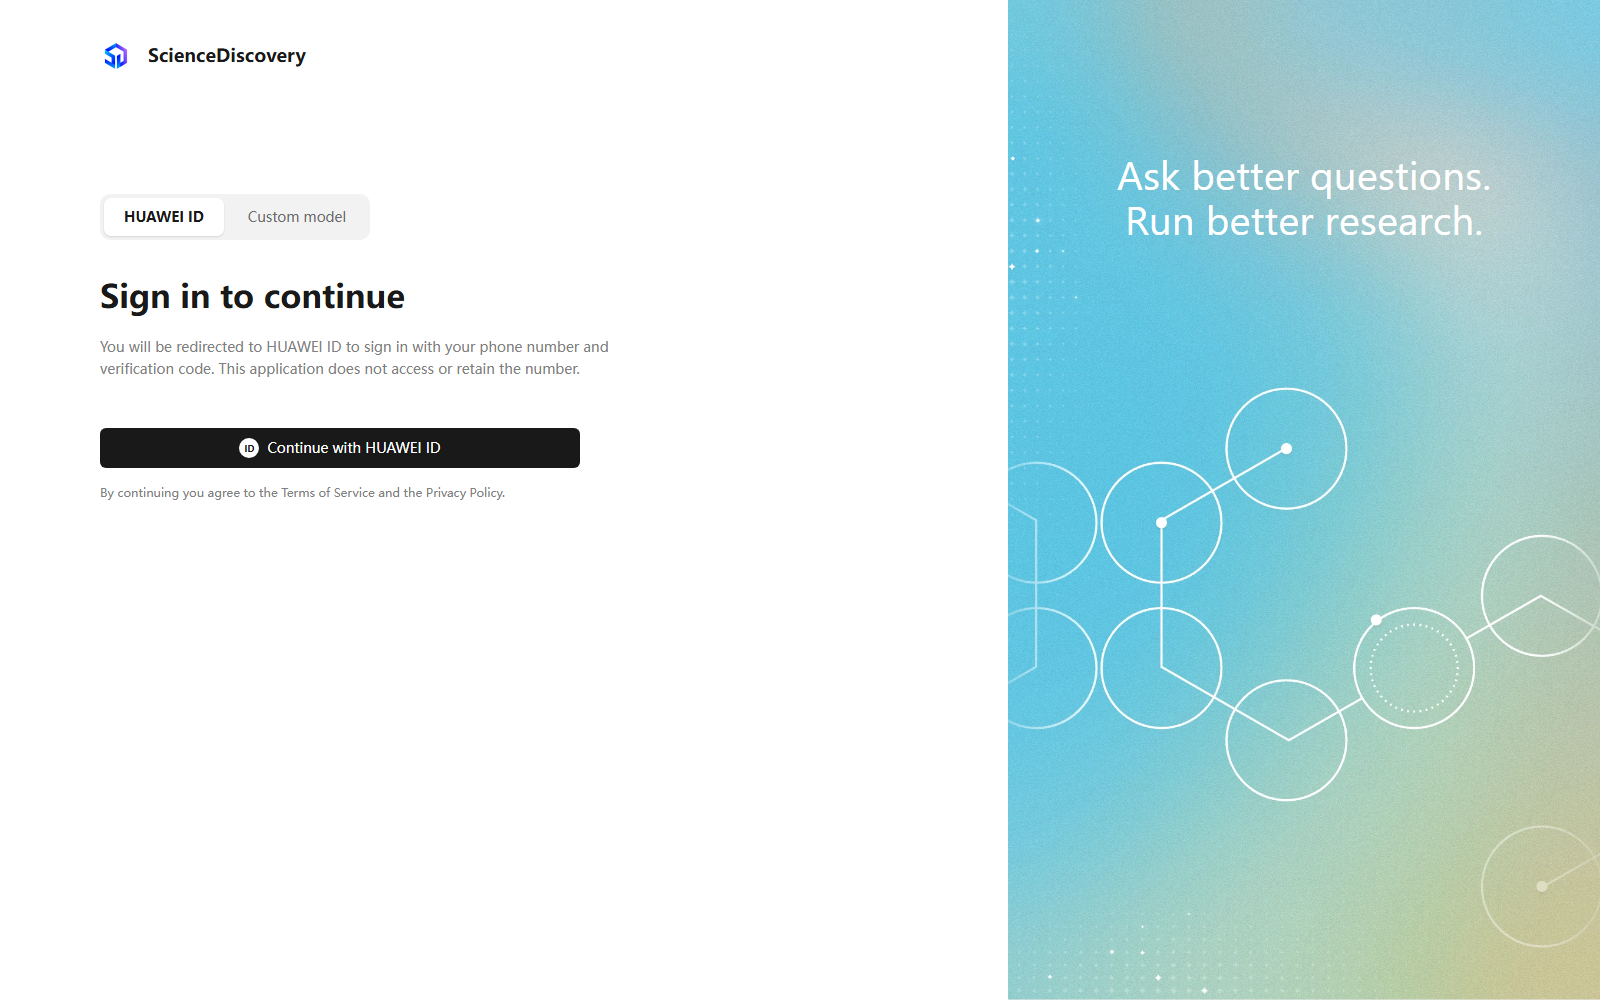 ScienceDiscovery
HUAWEI ID
Custom model
Sign in to continue
You will be redirected to HUAWEI ID to sign in with your phone number and
verification code. This application does not access or retain the number.
ID Continue with HUAWEI ID
By continuing you agree to the Terms of Service and the Privacy Policy.
Ask better questions.
Run better research.